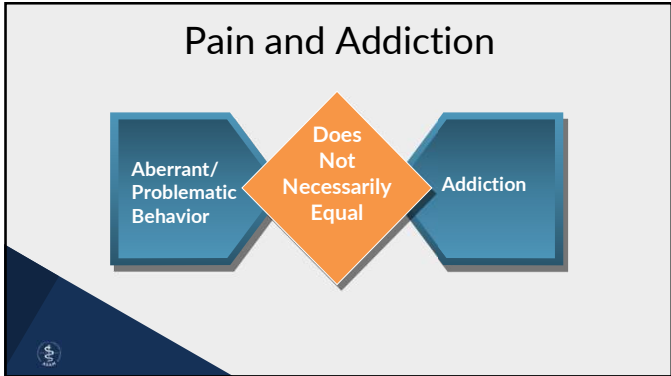 Pain and Addiction
Aberrant/
Problematic
Behavior
Does
Not
Necessarily
Equal
Addiction